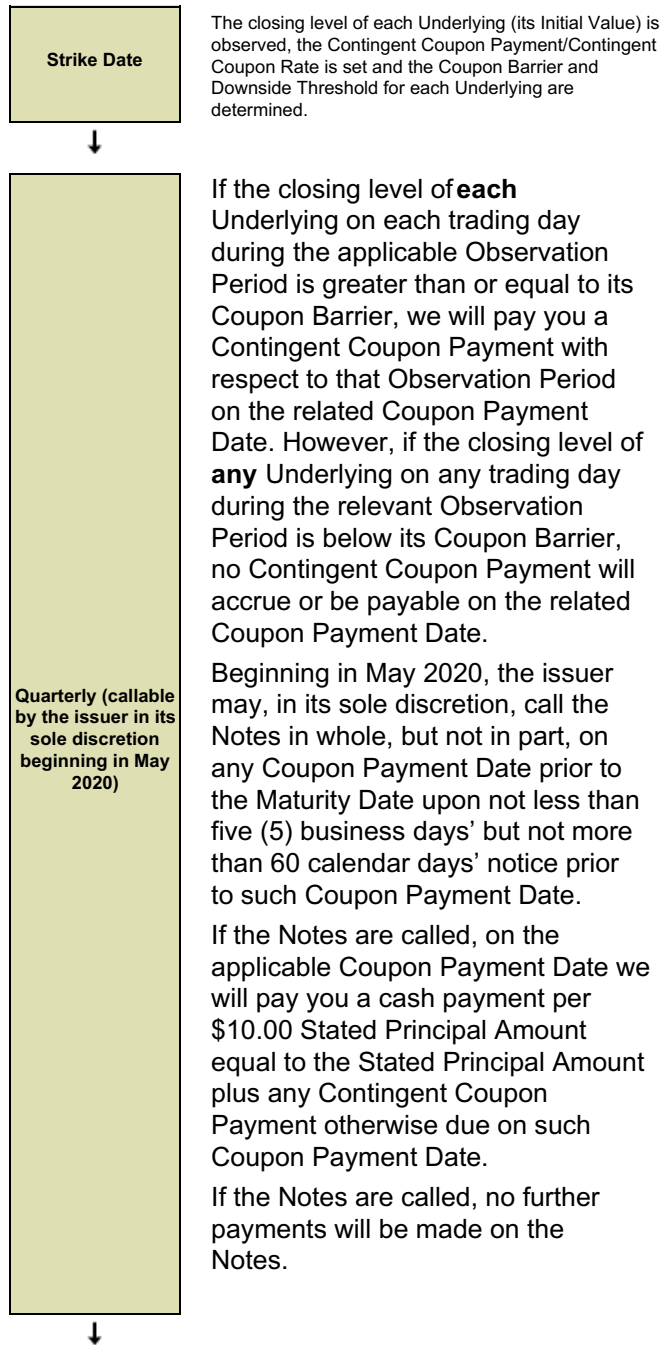 Strike Date
The closing level of each Underlying (its Initial Value) is
observed, the Contingent Coupon Payment/Contingent
Coupon Rate is set and the Coupon Barrier and
Downside Threshold for each Underlying are
determined.
Quarterly (callable
by the issuer in its
sole discretion
beginning in May
2020)
If the closing level of each
Underlying on each trading day
during the applicable Observation
Period is greater than or equal to its
Coupon Barrier, we will pay you a
Contingent Coupon Payment with
respect to that Observation Period
on the related Coupon Payment
Date. However, if the closing level of
any Underlying on any trading day
during the relevant Observation
Period is below its Coupon Barrier,
no Contingent Coupon Payment will
accrue or be payable on the related
Coupon Payment Date.
Beginning in May 2020, the issuer
may, in its sole discretion, call the
Notes in whole, but not in part, on
any Coupon Payment Date prior to
the Maturity Date upon not less than
five (5) business days’ but not more
than 60 calendar days’ notice prior
to such Coupon Payment Date.
If the Notes are called, on the
applicable Coupon Payment Date we
will pay you a cash payment per
$10.00 Stated Principal Amount
equal to the Stated Principal Amount
plus any Contingent Coupon
Payment otherwise due on such
Coupon Payment Date.
If the Notes are called, no further
payments will be made on the
Notes.